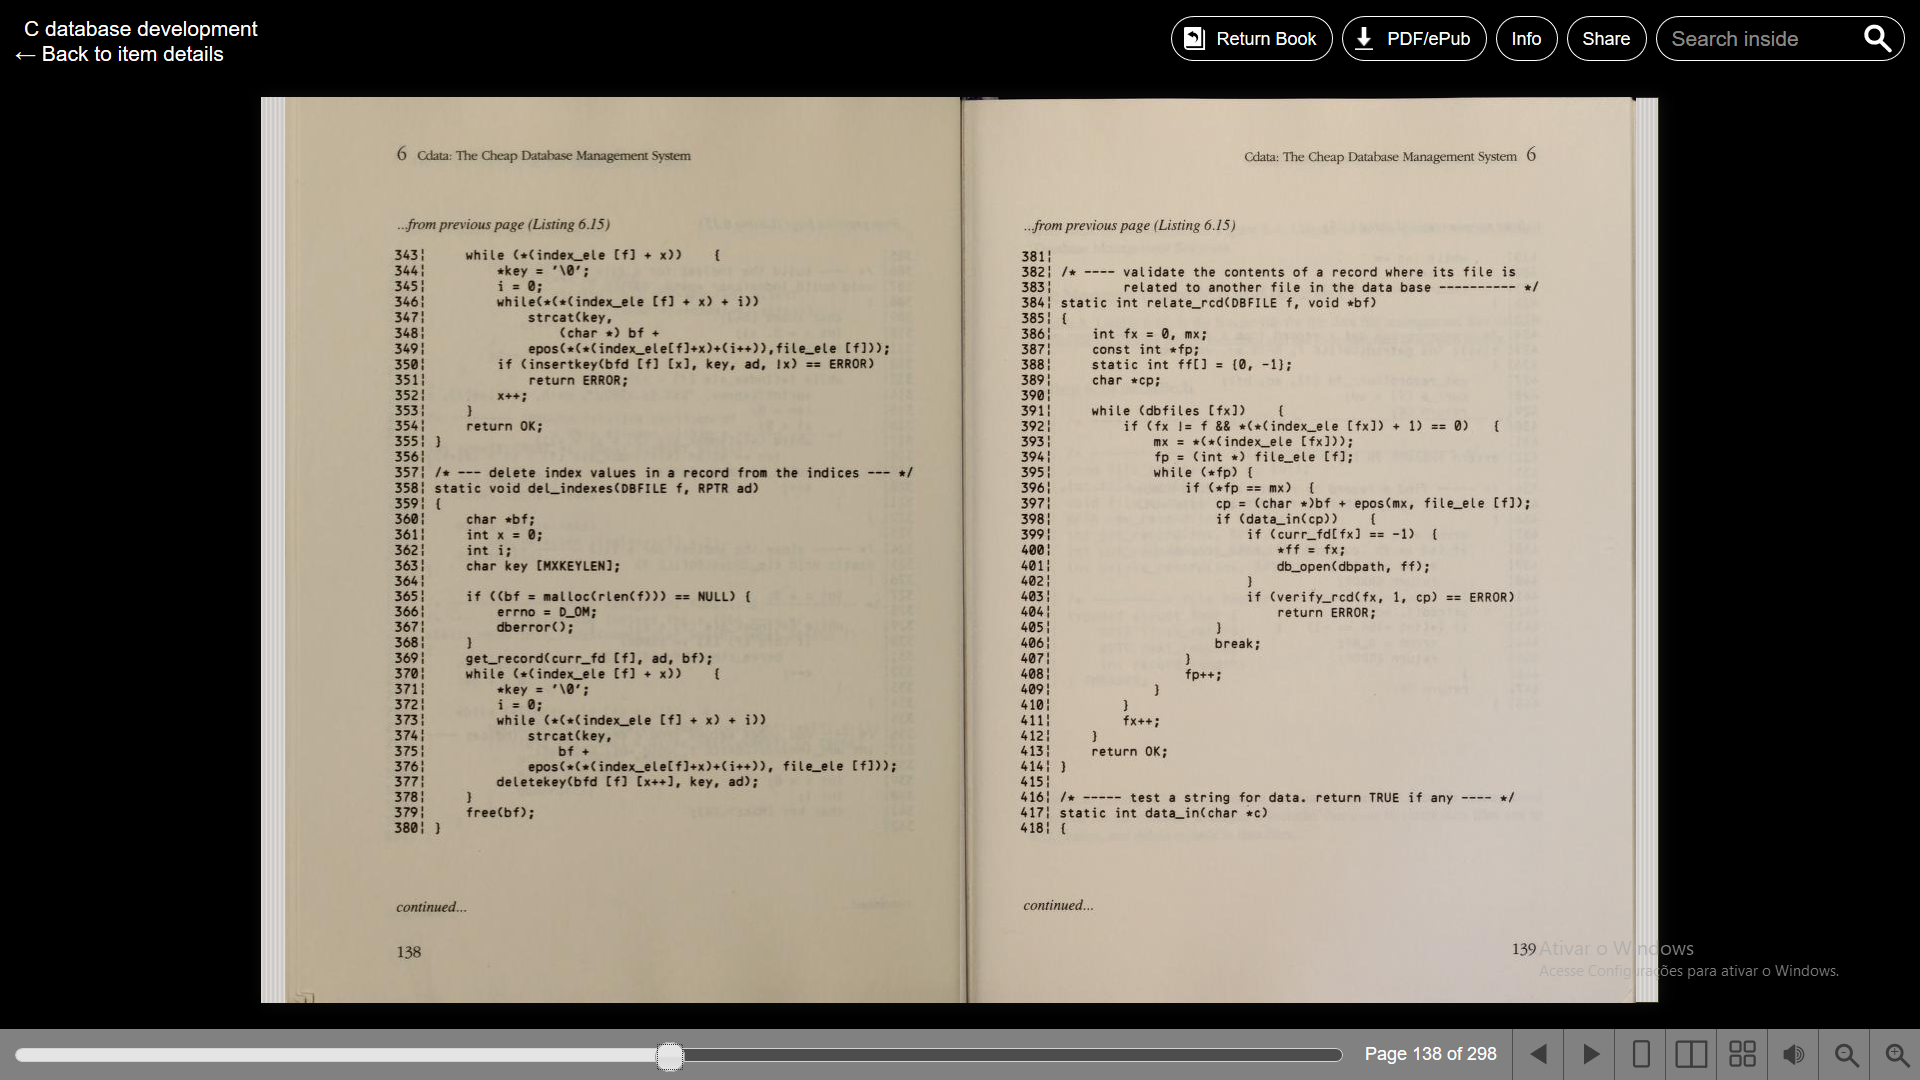 C database development
← Back to item details
Return Book
PDF/ePub
Info
Share
Search inside
6 Cdata: The Cheap Database Management System
...from previous page (Listing 6.15)
343¦     while (*(index_ele [f] + x))    {
344¦         *key = '\0';
345¦         i = 0;
346¦         while(*(*(index_ele [f] + x) + i))
347¦             strcat(key,
348¦                 (char *) bf +
349¦             epos(*(*(index_ele[f]+x)+(i++)),file_ele [f]));
350¦         if (insertkey(bfd [f] [x], key, ad, !x) == ERROR)
351¦             return ERROR;
352¦         x++;
353¦     }
354¦     return OK;
355¦ }
356¦
357¦ /* --- delete index values in a record from the indices --- */
358¦ static void del_indexes(DBFILE f, RPTR ad)
359¦ {
360¦     char *bf;
361¦     int x = 0;
362¦     int i;
363¦     char key [MXKEYLEN];
364¦
365¦     if ((bf = malloc(rlen(f))) == NULL) {
366¦         errno = D_OM;
367¦         dberror();
368¦     }
369¦     get_record(curr_fd [f], ad, bf);
370¦     while (*(index_ele [f] + x))    {
371¦         *key = '\0';
372¦         i = 0;
373¦         while (*(*(index_ele [f] + x) + i))
374¦             strcat(key,
375¦                 bf +
376¦             epos(*(*(index_ele[f]+x)+(i++)), file_ele [f]));
377¦         deletekey(bfd [f] [x++], key, ad);
378¦     }
379¦     free(bf);
380¦ }
continued...
138
Cdata: The Cheap Database Management System 6
...from previous page (Listing 6.15)
381¦
382¦ /* ---- validate the contents of a record where its file is
383¦         related to another file in the data base ---------- */
384¦ static int relate_rcd(DBFILE f, void *bf)
385¦ {
386¦     int fx = 0, mx;
387¦     const int *fp;
388¦     static int ff[] = {0, -1};
389¦     char *cp;
390¦
391¦     while (dbfiles [fx])    {
392¦         if (fx != f && *(*(index_ele [fx]) + 1) == 0)   {
393¦             mx = *(*(index_ele [fx]));
394¦             fp = (int *) file_ele [f];
395¦             while (*fp) {
396¦                 if (*fp == mx)  {
397¦                     cp = (char *)bf + epos(mx, file_ele [f]);
398¦                     if (data_in(cp))    {
399¦                         if (curr_fd[fx] == -1)  {
400¦                             *ff = fx;
401¦                             db_open(dbpath, ff);
402¦                         }
403¦                         if (verify_rcd(fx, 1, cp) == ERROR)
404¦                             return ERROR;
405¦                     }
406¦                     break;
407¦                 }
408¦                 fp++;
409¦             }
410¦         }
411¦         fx++;
412¦     }
413¦     return OK;
414¦ }
415¦
416¦ /* ----- test a string for data. return TRUE if any ---- */
417¦ static int data_in(char *c)
418¦ {
continued...
139
Ativar o Windows
Acesse Configurações para ativar o Windows.
Page 138 of 298